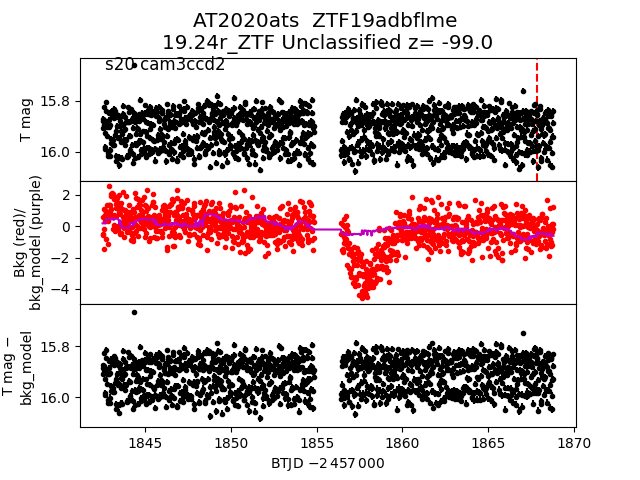 AT2020ats  ZTF19adbflme
19.24r_ZTF Unclassified z= -99.0
s20 cam3ccd2
T mag
15.8
16.0
Bkg (red)/
bkg_model (purple)
2
0
−2
−4
T mag −
bkg_model
15.8
16.0
1845
1850
1855
1860
1865
1870
BTJD −2 457 000